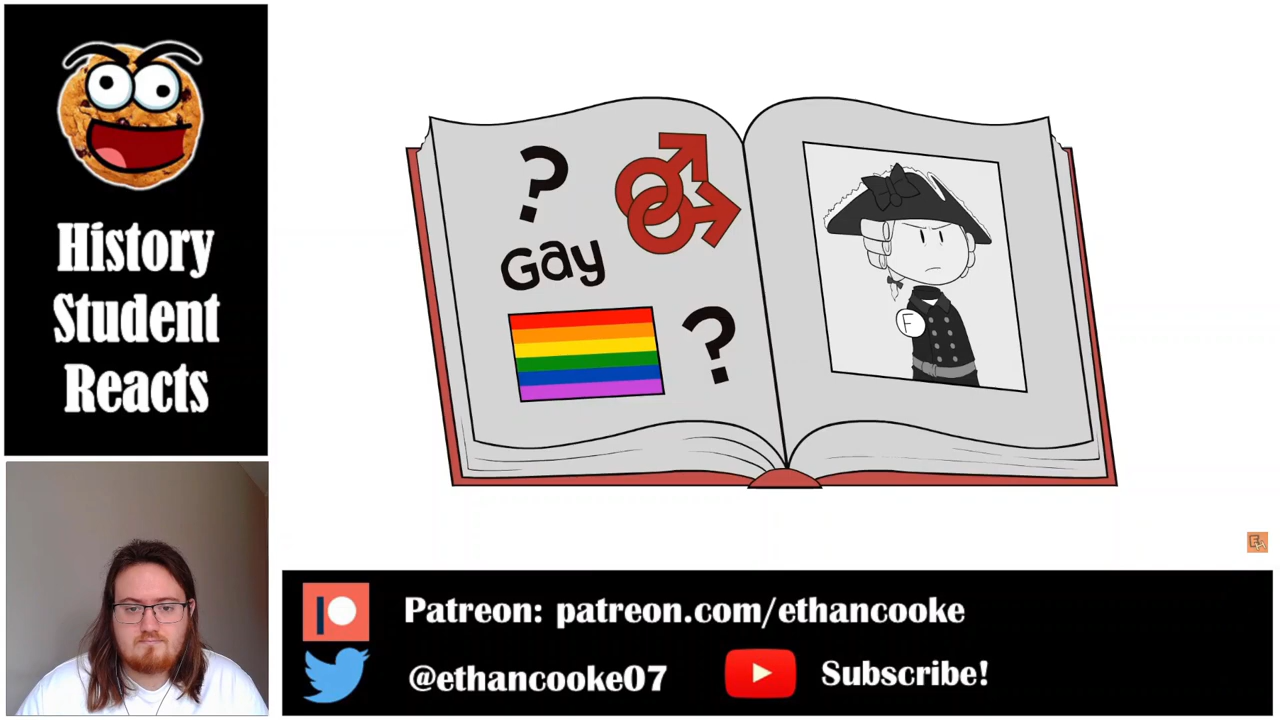 History
Student
Reacts
?
Gay
?
F
Patreon: patreon.com/ethancooke
@ethancooke07
Subscribe!